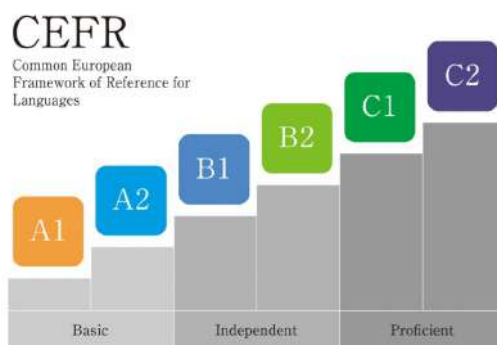 CEFR
Common European
Framework of Reference for
Languages
C2
C1
B2
B1
A2
A1
Basic
Independent
Proficient